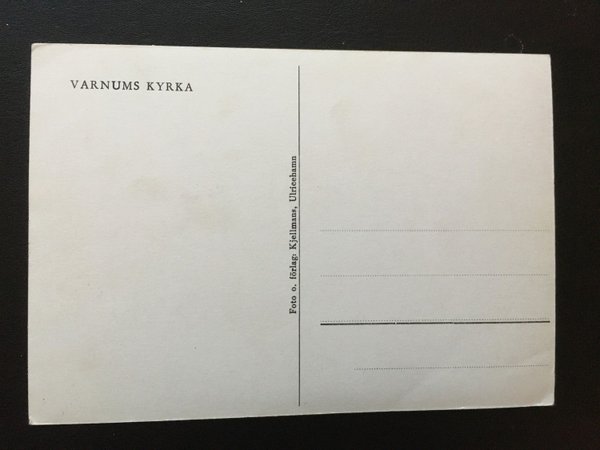 VARNUMS KYRKA
Foto o. förlag: Kjellmans, Ulricehamn